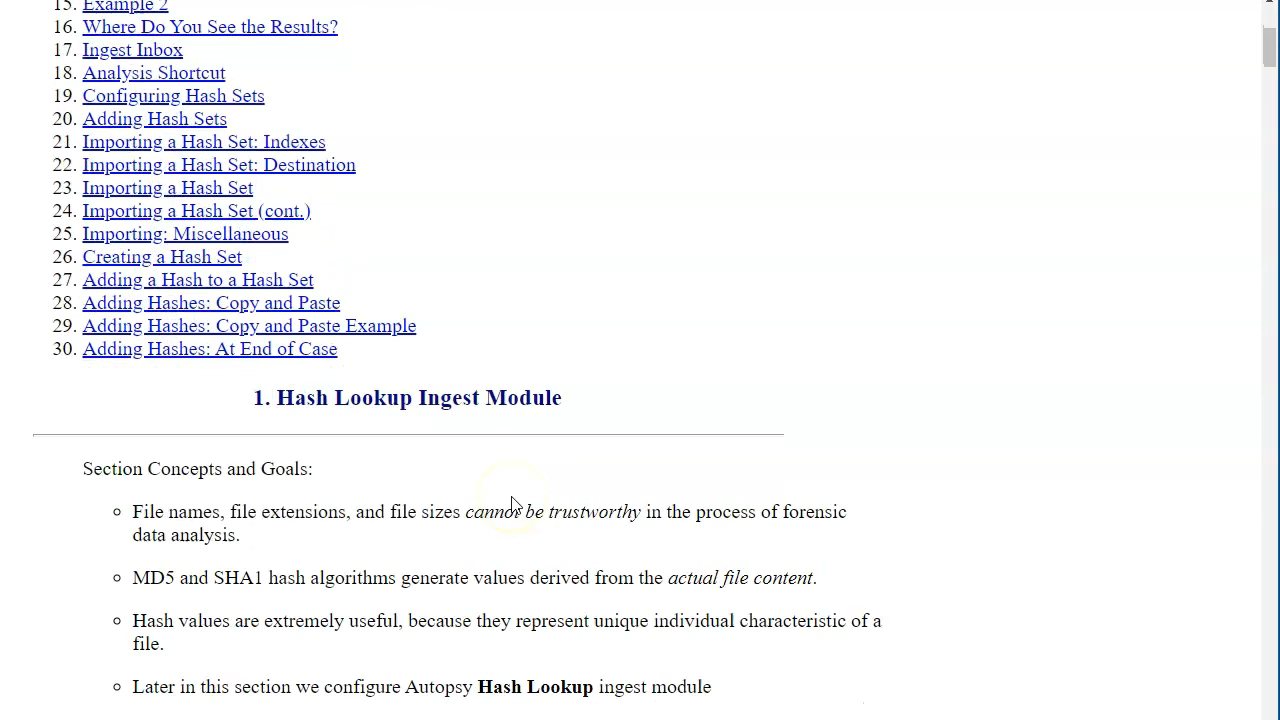 15. Example 2
16. Where Do You See the Results?
17. Ingest Inbox
18. Analysis Shortcut
19. Configuring Hash Sets
20. Adding Hash Sets
21. Importing a Hash Set: Indexes
22. Importing a Hash Set: Destination
23. Importing a Hash Set
24. Importing a Hash Set (cont.)
25. Importing: Miscellaneous
26. Creating a Hash Set
27. Adding a Hash to a Hash Set
28. Adding Hashes: Copy and Paste
29. Adding Hashes: Copy and Paste Example
30. Adding Hashes: At End of Case
1. Hash Lookup Ingest Module
Section Concepts and Goals:
File names, file extensions, and file sizes cannot be trustworthy in the process of forensic
data analysis.
MD5 and SHA1 hash algorithms generate values derived from the actual file content.
Hash values are extremely useful, because they represent unique individual characteristic of a
file.
Later in this section we configure Autopsy Hash Lookup ingest module